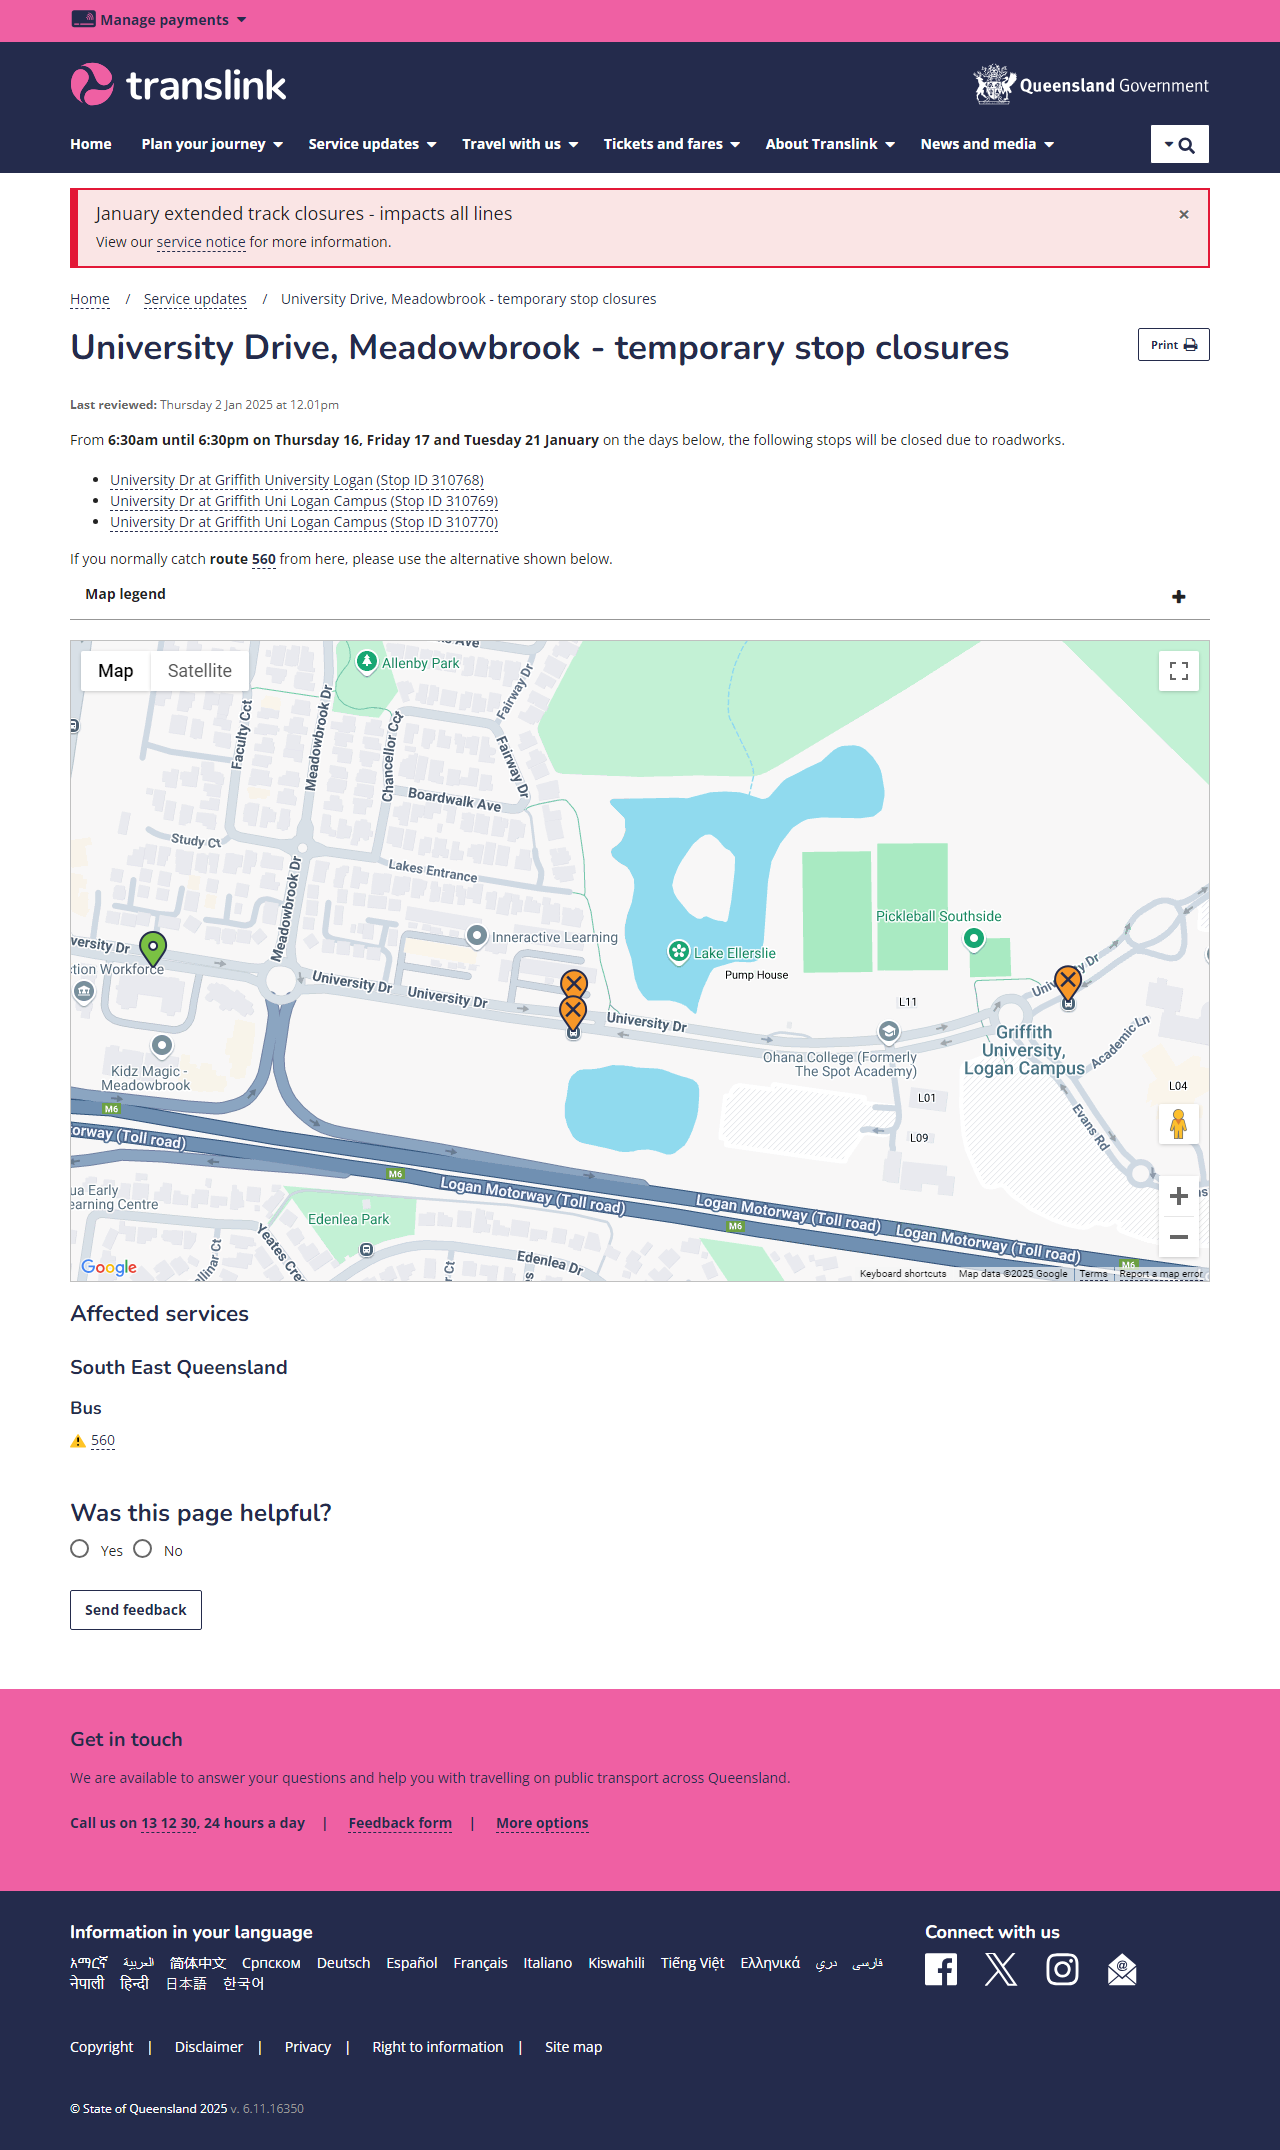 Manage payments
translink
Queensland Government
Home
Plan your journey
Service updates
Travel with us
Tickets and fares
About Translink
News and media
January extended track closures - impacts all lines
×
View our service notice for more information.
Home / Service updates / University Drive, Meadowbrook - temporary stop closures
University Drive, Meadowbrook - temporary stop closures
Print
Last reviewed: Thursday 2 Jan 2025 at 12.01pm
From 6:30am until 6:30pm on Thursday 16, Friday 17 and Tuesday 21 January on the days below, the following stops will be closed due to roadworks.
University Dr at Griffith University Logan (Stop ID 310768)
University Dr at Griffith Uni Logan Campus (Stop ID 310769)
University Dr at Griffith Uni Logan Campus (Stop ID 310770)
If you normally catch route 560 from here, please use the alternative shown below.
Map legend
Map
Satellite
Allenby Park
Fairway Dr
Faculty Cct
Meadowbrook Dr
Chancellor Cct
Fairway Dr
Boardwalk Ave
Study Ct
Lakes Entrance
Meadowbrook Dr
Pickleball Southside
versity Dr
Inneractive Learning
Lake Ellerslie
ction Workforce
Pump House
University Dr
University Dr
University Dr
University Dr
L11
Griffith
University,
Logan Campus
Academic Ln
Ohana College (Formerly
The Spot Academy)
Kidz Magic -
Meadowbrook
L04
L01
Evans Rd
L09
M6
orway (Toll road)
M6
Logan Motorway (Toll road)
Logan Motorway (Toll road)
M6
Logan Motorway (Toll road)
M6
ua Early
earning Centre
Edenlea Park
Yeates Cres
Edenlea Dr
llinar Ct
Google
Keyboard shortcuts
Map data ©2025 Google
Terms
Report a map error
Affected services
South East Queensland
Bus
560
Was this page helpful?
Yes
No
Send feedback
Get in touch
We are available to answer your questions and help you with travelling on public transport across Queensland.
Call us on 13 12 30, 24 hours a day | Feedback form | More options
Information in your language
Connect with us
አማርኛ العربية 简体中文 Српском Deutsch Español Français Italiano Kiswahili Tiếng Việt Ελληνικά دری فارسی
नेपाली हिन्दी 日本語 한국어
Copyright | Disclaimer | Privacy | Right to information | Site map
© State of Queensland 2025 v. 6.11.16350